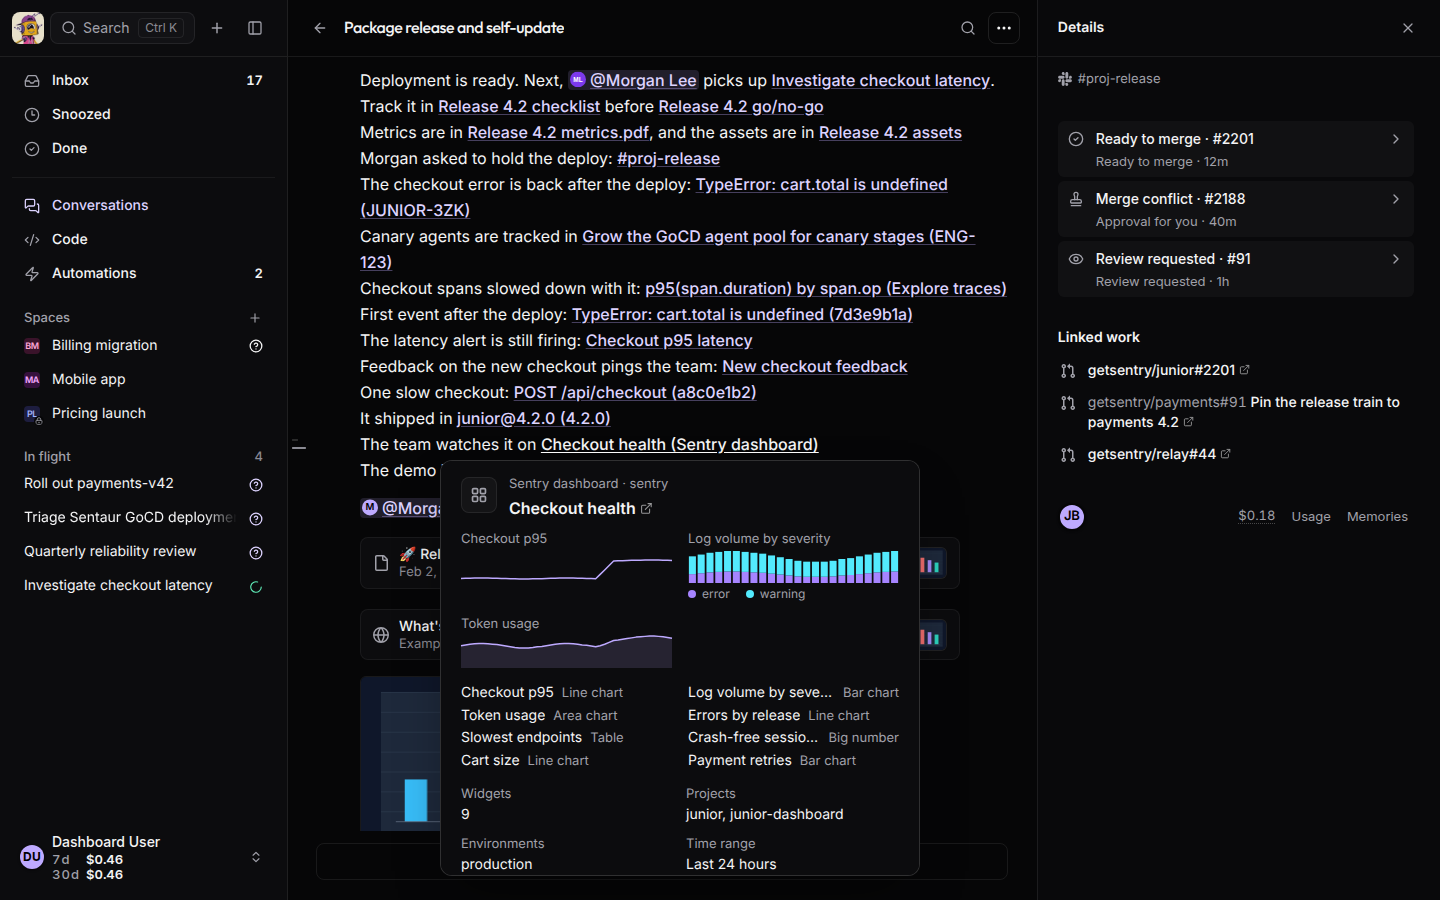 Search Ctrl K
Inbox 17
Snoozed
Done
Conversations
Code
Automations 2
Spaces
BM Billing migration
MA Mobile app
PL Pricing launch
In flight 4
Roll out payments-v42
Triage Sentaur GoCD deployme
Quarterly reliability review
Investigate checkout latency
DU Dashboard User
7d $0.46
30d $0.46
Package release and self-update
Deployment is ready. Next, ML @Morgan Lee picks up Investigate checkout latency.
Track it in Release 4.2 checklist before Release 4.2 go/no-go
Metrics are in Release 4.2 metrics.pdf, and the assets are in Release 4.2 assets
Morgan asked to hold the deploy: #proj-release
The checkout error is back after the deploy: TypeError: cart.total is undefined
(JUNIOR-3ZK)
Canary agents are tracked in Grow the GoCD agent pool for canary stages (ENG-
123)
Checkout spans slowed down with it: p95(span.duration) by span.op (Explore traces)
First event after the deploy: TypeError: cart.total is undefined (7d3e9b1a)
The latency alert is still firing: Checkout p95 latency
Feedback on the new checkout pings the team: New checkout feedback
One slow checkout: POST /api/checkout (a8c0e1b2)
It shipped in junior@4.2.0 (4.2.0)
The team watches it on Checkout health (Sentry dashboard)
The demo
M @Morga
🚀 Rel
Feb 2,
What's
Examp
Sentry dashboard · sentry
Checkout health
Checkout p95
Log volume by severity
error warning
Token usage
Checkout p95 Line chart
Log volume by seve... Bar chart
Token usage Area chart
Errors by release Line chart
Slowest endpoints Table
Crash-free sessio... Big number
Cart size Line chart
Payment retries Bar chart
Widgets
9
Projects
junior, junior-dashboard
Environments
production
Time range
Last 24 hours
Details
#proj-release
Ready to merge · #2201
Ready to merge · 12m
Merge conflict · #2188
Approval for you · 40m
Review requested · #91
Review requested · 1h
Linked work
getsentry/junior#2201
getsentry/payments#91 Pin the release train to
payments 4.2
getsentry/relay#44
JB $0.18 Usage Memories